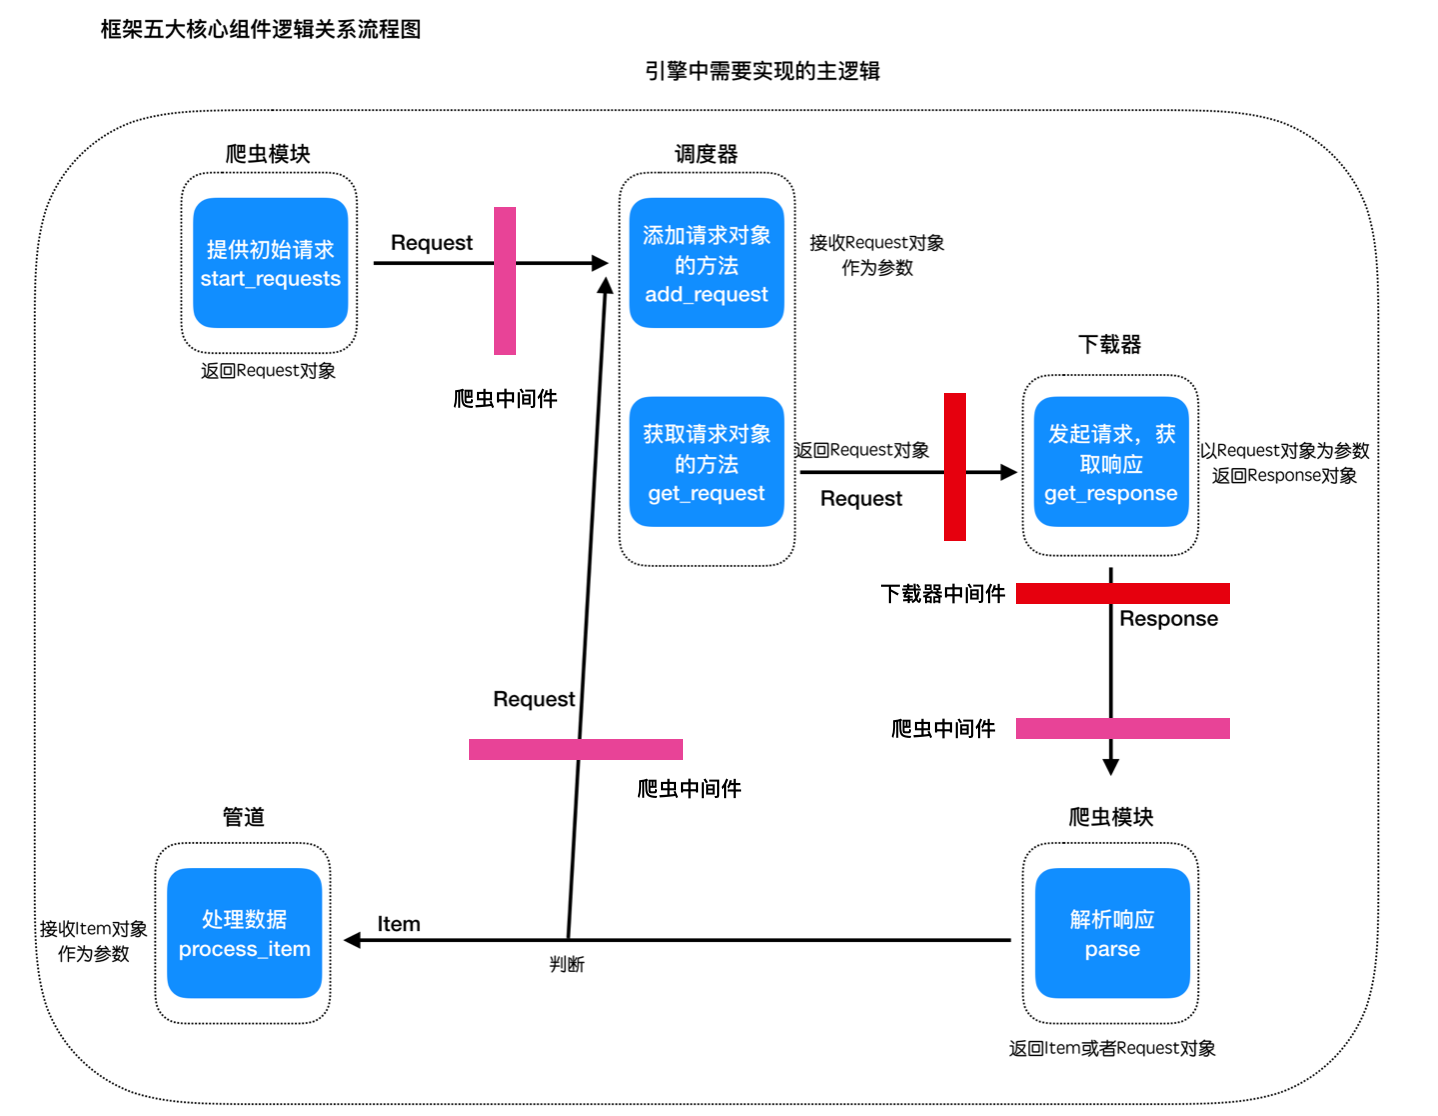 框架五大核心组件逻辑关系流程图
引擎中需要实现的主逻辑
爬虫模块
提供初始请求
start_requests
返回Request对象
Request
爬虫中间件
调度器
添加请求对象
的方法
add_request
接收Request对象
作为参数
获取请求对象
的方法
get_request
返回Request对象
Request
下载器
发起请求，获
取响应
get_response
以Request对象为参数
返回Response对象
下载器中间件
Response
爬虫中间件
Request
爬虫中间件
爬虫模块
解析响应
parse
返回Item或者Request对象
判断
Item
管道
处理数据
process_item
接收Item对象
作为参数